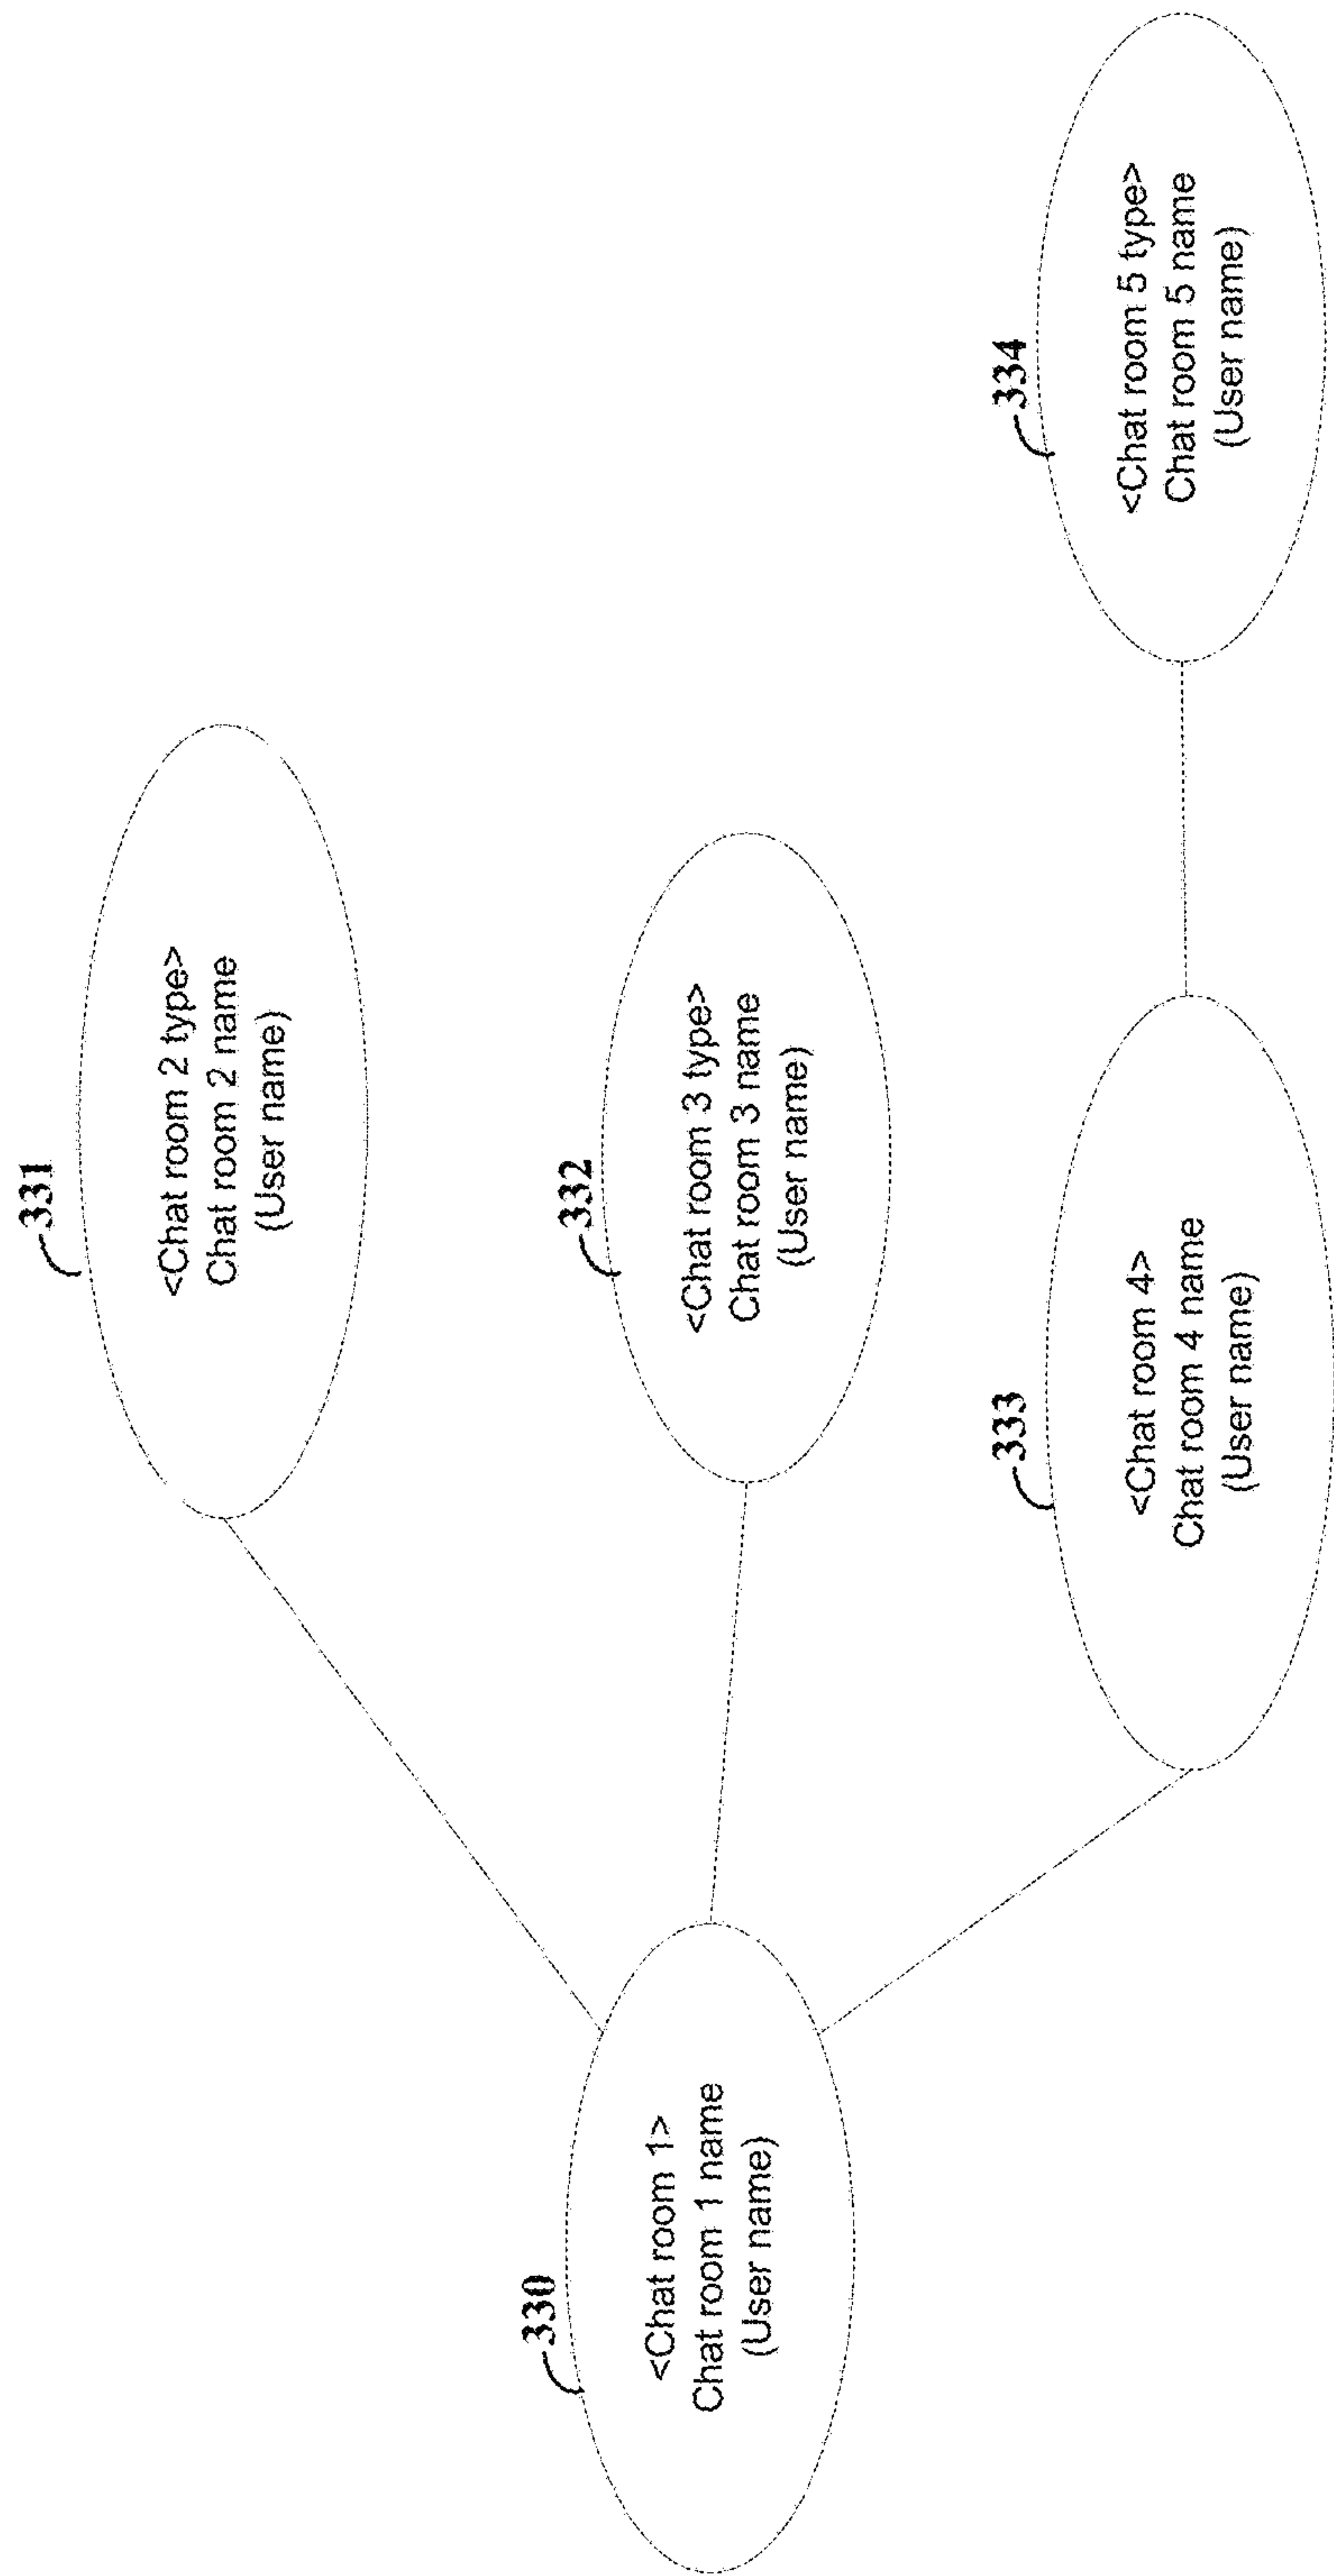 331
<Chat room 2 type>
Chat room 2 name
(User name)
330
<Chat room 1>
Chat room 1 name
(User name)
332
<Chat room 3 type>
Chat room 3 name
(User name)
333
<Chat room 4>
Chat room 4 name
(User name)
334
<Chat room 5 type>
Chat room 5 name
(User name)